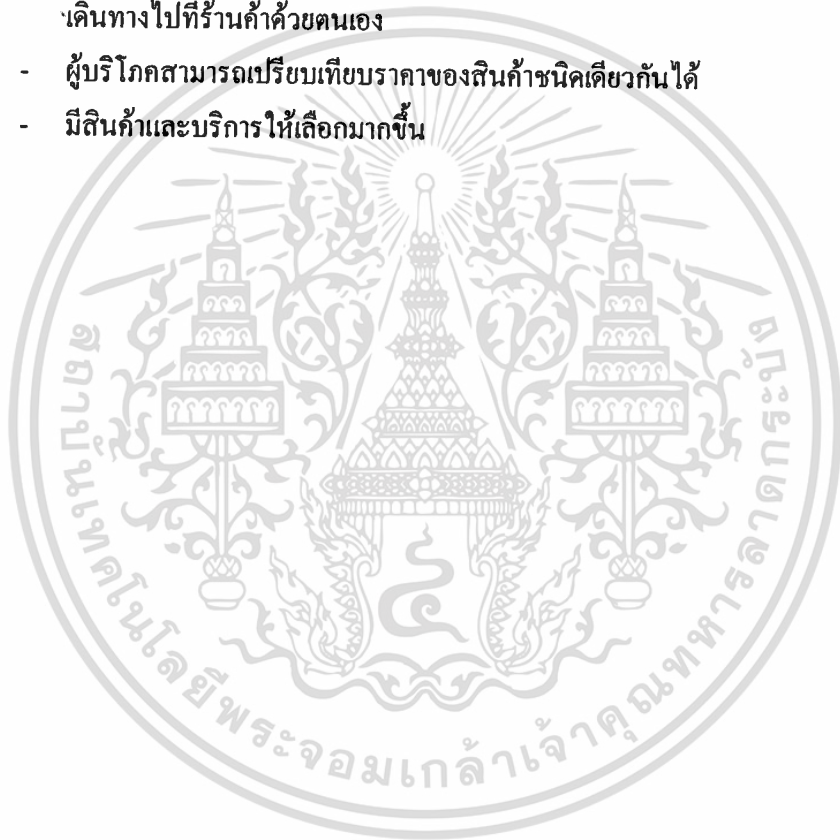 เดินทางไปที่ร้านค้าด้วยตนเอง
- ผู้บริโภคสามารถเปรียบเทียบราคาของสินค้าชนิดเดียวกันได้
- มีสินค้าและบริการให้เลือกมากขึ้น
สถาบันเทคโนโลยีพระจอมเกล้าเจ้าคุณทหารลาดกระบัง